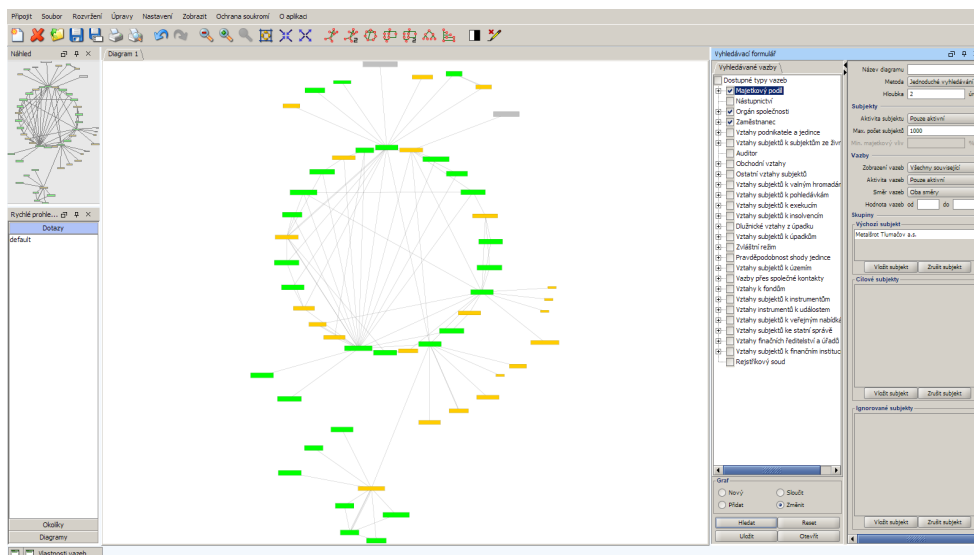 Připojit Soubor Rozvržení Úpravy Nastavení Zobrazit Ochrana soukromí O aplikaci
Náhled
Diagram 1
Rychlé prohle...
Dotazy
default
Okolíky
Diagramy
Vlastnosti vazeb
Vyhledávací formulář
Vyhledávané vazby
Dostupné typy vazeb
Majetkový podíl
Nástupnictví
Orgán společnosti
Zaměstnanec
Vztahy podnikatele a jedince
Vztahy subjektů k subjektům ze živr
Auditor
Obchodní vztahy
Ostatní vztahy subjektů
Vztahy subjektů k valným hromadár
Vztahy subjektů k pohledávkám
Vztahy subjektů k exekucím
Vztahy subjektů k insolvencím
Dlužnické vztahy z úpadku
Vztahy subjektů k úpadkům
Zvláštní režim
Pravděpodobnost shody jedince
Vztahy subjektů k územím
Vazby přes společné kontakty
Vztahy k fondům
Vztahy subjektů k instrumentům
Vztahy instrumentů k událostem
Vztahy subjektů k veřejným nabídká
Vztahy subjektů ke statní správě
Vztahy finačních ředitelství a úřadů
Vztahy subjektů k finančním instituc
Rejstříkový soud
Graf
Nový Sloučit
Přidat Změnit
Hledat Reset
Uložit Otevřít
Název diagramu
Metoda Jednoduché vyhledávání
Hloubka 2
Subjekty
Aktivita subjektu Pouze aktivní
Max. počet subjektů 1000
Min. majetkový vliv %
Vazby
Zobrazení vazeb Všechny související
Aktivita vazeb Pouze aktivní
Směr vazeb Oba směry
Hodnota vazeb od do
Skupiny
Výchozí subjekt
Metalšrot Tlumačov a.s.
Vložit subjekt Zrušit subjekt
Cílové subjekty
Vložit subjekt Zrušit subjekt
Ignorované subjekty
Vložit subjekt Zrušit subjekt